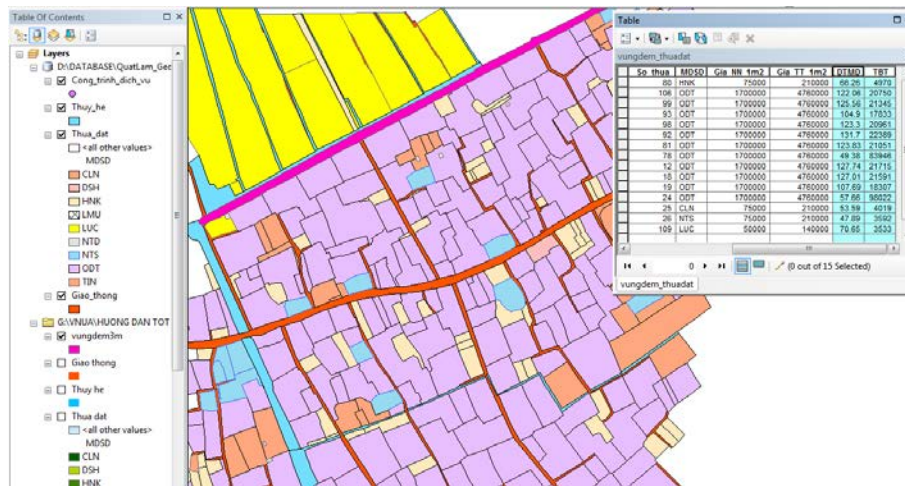 Table Of Contents
Layers
D:\DATABASE\QuatLam_Geo
Cong_trinh_dich_vu
Thuy_he
Thua_dat
<all other values>
MDSD
CLN
DSH
HNK
LMU
LUC
NTD
NTS
ODT
TIN
Giao_thong
G:\VNUA\HUONG DAN TOT
vungdem3m
Giao thong
Thuy he
Thua dat
<all other values>
MDSD
CLN
DSH
HNK
Table
vungdem_thuadat
So_thua MDSD Gia_NN_1m2 Gia_TT_1m2 DTMD TBT
80 HNK 75000 210000 66.26 4970
106 ODT 1700000 4760000 122.06 20750
99 ODT 1700000 4760000 125.56 21345
93 ODT 1700000 4760000 104.9 17833
98 ODT 1700000 4760000 123.3 20961
92 ODT 1700000 4760000 131.7 22389
81 ODT 1700000 4760000 123.83 21051
78 ODT 1700000 4760000 49.38 83946
12 ODT 1700000 4760000 127.74 21715
18 ODT 1700000 4760000 127.01 21591
19 ODT 1700000 4760000 107.69 18307
24 ODT 1700000 4760000 57.66 98022
25 CLN 75000 210000 53.59 4019
26 NTS 75000 210000 47.89 3592
109 LUC 50000 140000 70.65 3533
0
(0 out of 15 Selected)
vungdem_thuadat